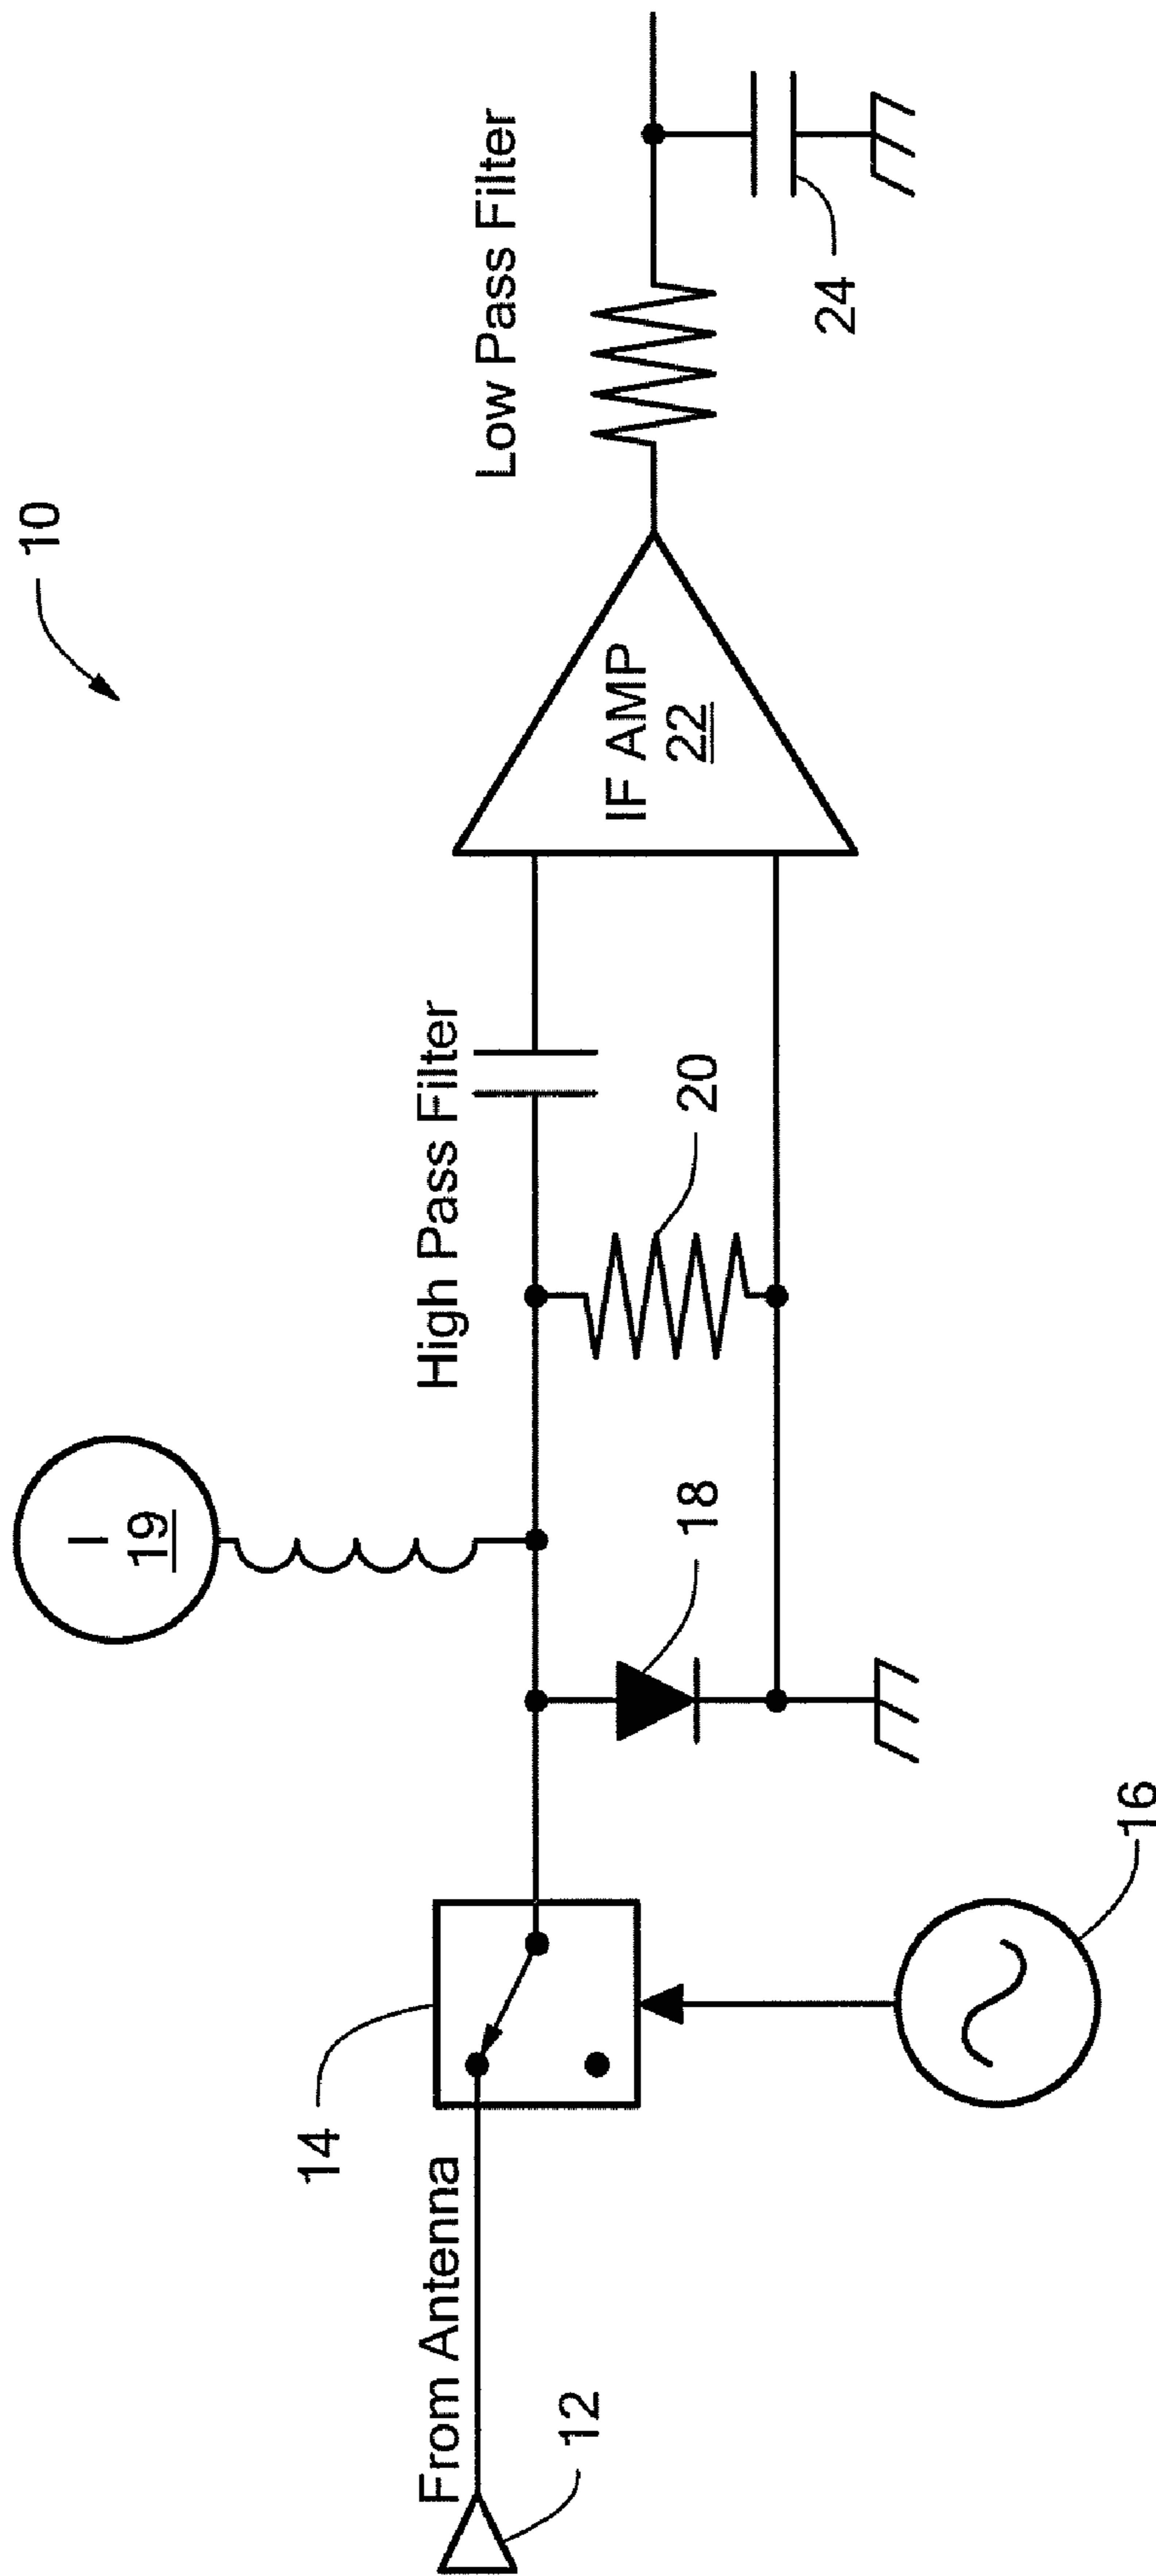 10
I
19
From Antenna
12
14
16
18
High Pass Filter
20
IF AMP
22
Low Pass Filter
24